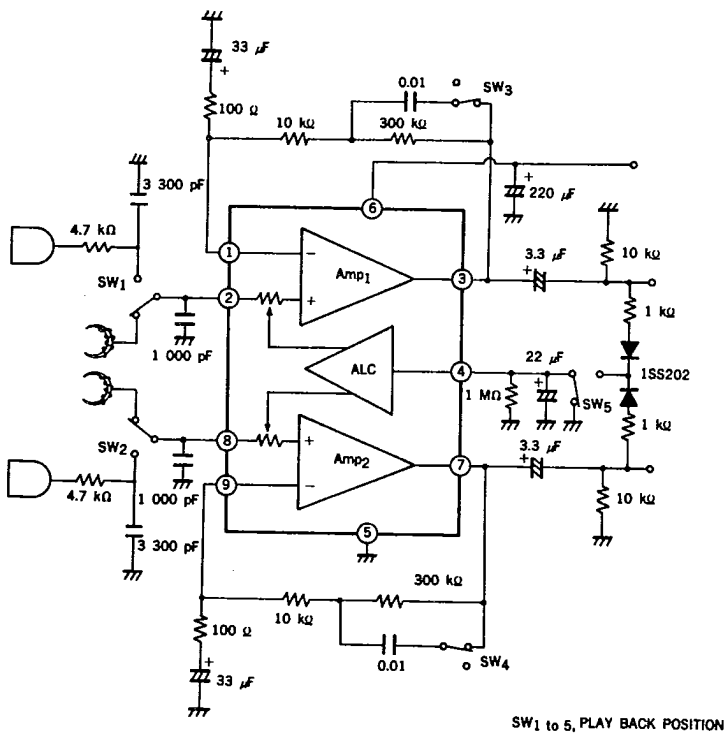 33 μF
+
100 Ω
10 kΩ
0.01
SW3
300 kΩ
3 300 pF
4.7 kΩ
6
+
220 μF
SW1
1
−
Amp1
3
3.3 μF
+
10 kΩ
2
+
1 000 pF
1 kΩ
ALC
4
22 μF
+
1 MΩ
SW5
1SS202
8
+
Amp2
7
3.3 μF
+
1 kΩ
SW2
9
−
4.7 kΩ
1 000 pF
10 kΩ
5
3 300 pF
300 kΩ
10 kΩ
100 Ω
0.01
SW4
+
33 μF
SW1 to 5, PLAY BACK POSITION